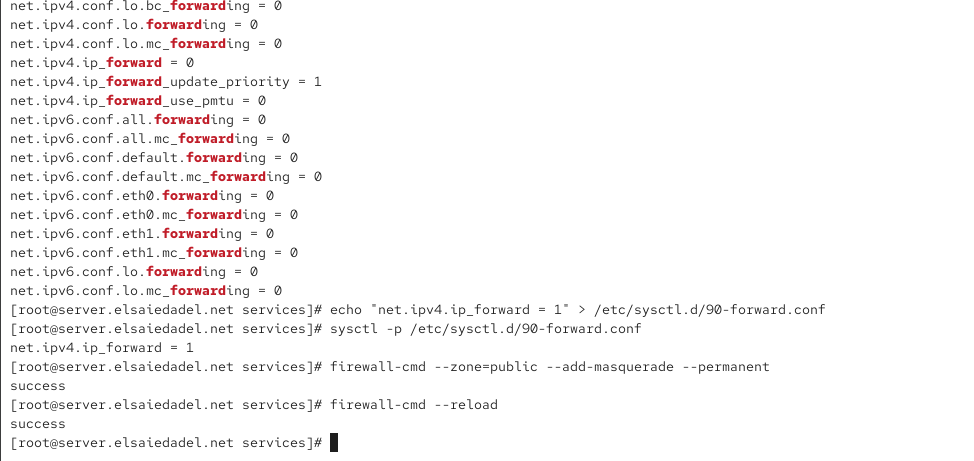 net.ipv4.conf.lo.bc_forwarding = 0
net.ipv4.conf.lo.forwarding = 0
net.ipv4.conf.lo.mc_forwarding = 0
net.ipv4.ip_forward = 0
net.ipv4.ip_forward_update_priority = 1
net.ipv4.ip_forward_use_pmtu = 0
net.ipv6.conf.all.forwarding = 0
net.ipv6.conf.all.mc_forwarding = 0
net.ipv6.conf.default.forwarding = 0
net.ipv6.conf.default.mc_forwarding = 0
net.ipv6.conf.eth0.forwarding = 0
net.ipv6.conf.eth0.mc_forwarding = 0
net.ipv6.conf.eth1.forwarding = 0
net.ipv6.conf.eth1.mc_forwarding = 0
net.ipv6.conf.lo.forwarding = 0
net.ipv6.conf.lo.mc_forwarding = 0
[root@server.elsaiedadel.net services]# echo "net.ipv4.ip_forward = 1" > /etc/sysctl.d/90-forward.conf
[root@server.elsaiedadel.net services]# sysctl -p /etc/sysctl.d/90-forward.conf
net.ipv4.ip_forward = 1
[root@server.elsaiedadel.net services]# firewall-cmd --zone=public --add-masquerade --permanent
success
[root@server.elsaiedadel.net services]# firewall-cmd --reload
success
[root@server.elsaiedadel.net services]#